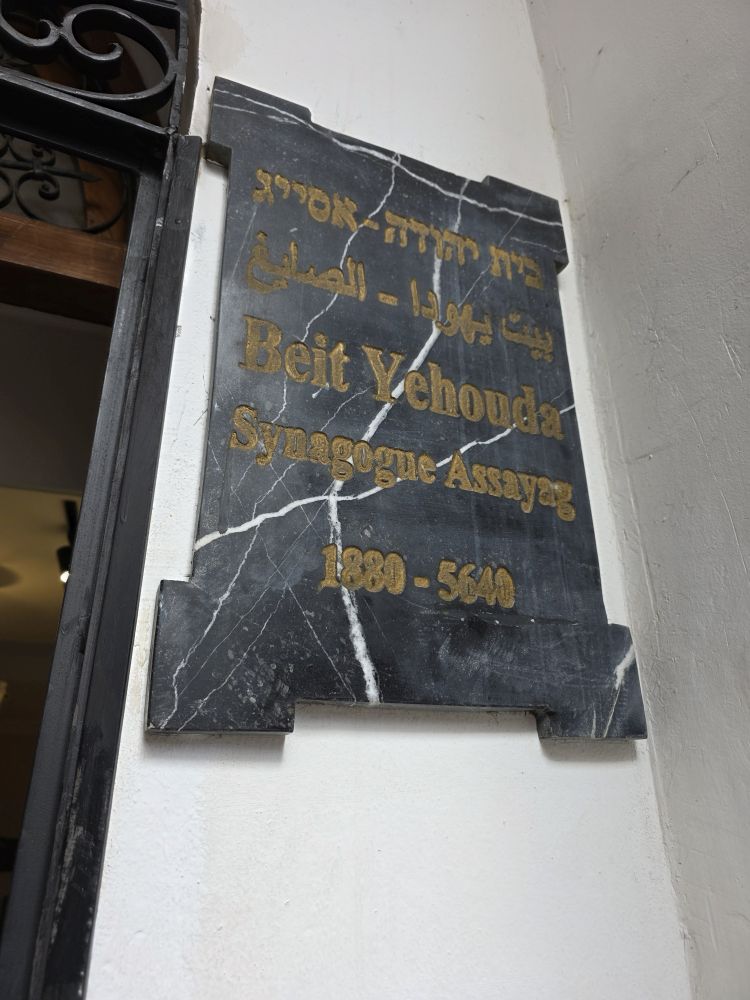 בית יהודה-אסייג
بيت يهودا - الصايغ
Beit Yehouda
Synagogue Assayag
1880 - 5640